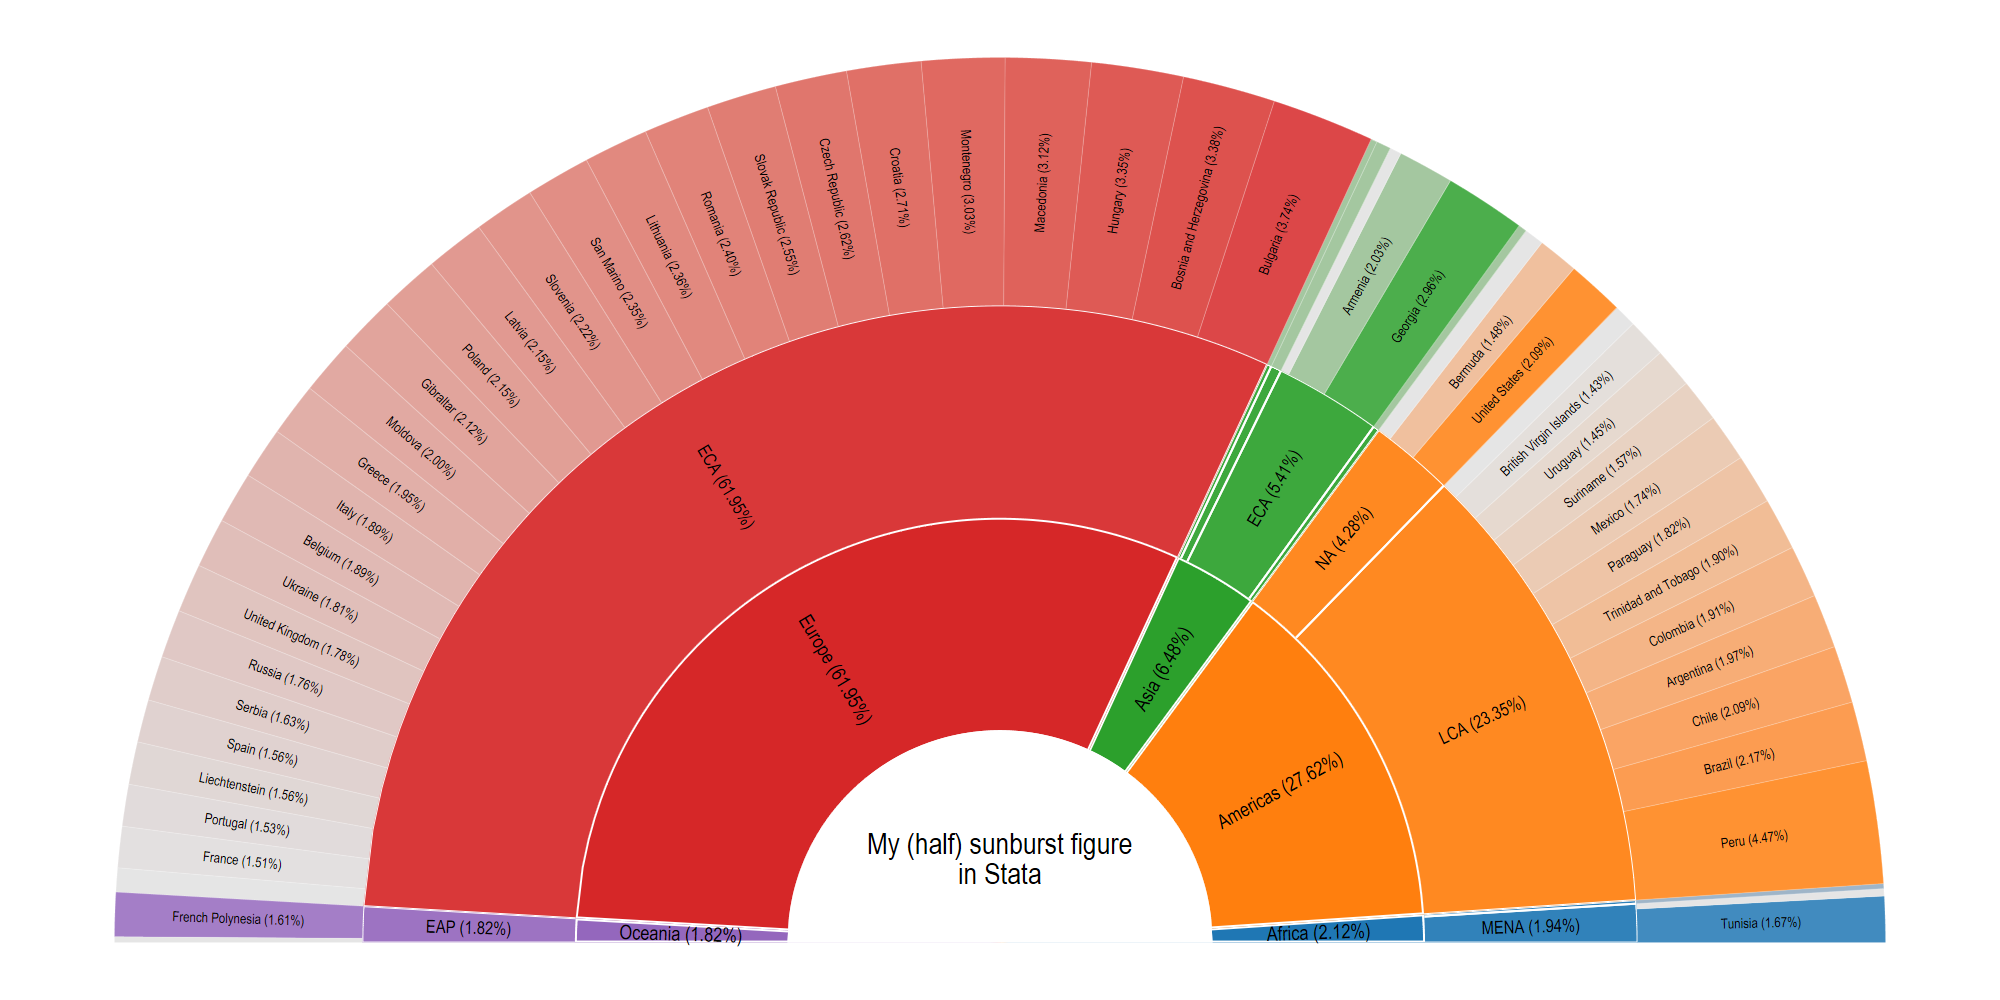 My (half) sunburst figure
in Stata
Oceania (1.82%)
Europe (61.95%)
Asia (6.48%)
Americas (27.62%)
Africa (2.12%)
EAP (1.82%)
ECA (61.95%)
ECA (5.41%)
NA (4.28%)
LCA (23.35%)
MENA (1.94%)
French Polynesia (1.61%)
France (1.51%)
Portugal (1.53%)
Liechtenstein (1.56%)
Spain (1.56%)
Serbia (1.63%)
Russia (1.76%)
United Kingdom (1.78%)
Ukraine (1.81%)
Belgium (1.89%)
Italy (1.89%)
Greece (1.95%)
Moldova (2.00%)
Gibraltar (2.12%)
Poland (2.15%)
Latvia (2.15%)
Slovenia (2.22%)
San Marino (2.35%)
Lithuania (2.36%)
Romania (2.40%)
Slovak Republic (2.55%)
Czech Republic (2.62%)
Croatia (2.71%)
Montenegro (3.03%)
Macedonia (3.12%)
Hungary (3.35%)
Bosnia and Herzegovina (3.38%)
Bulgaria (3.74%)
Armenia (2.03%)
Georgia (2.96%)
Bermuda (1.48%)
United States (2.09%)
British Virgin Islands (1.43%)
Uruguay (1.45%)
Suriname (1.57%)
Mexico (1.74%)
Paraguay (1.82%)
Trinidad and Tobago (1.90%)
Colombia (1.91%)
Argentina (1.97%)
Chile (2.09%)
Brazil (2.17%)
Peru (4.47%)
Tunisia (1.67%)